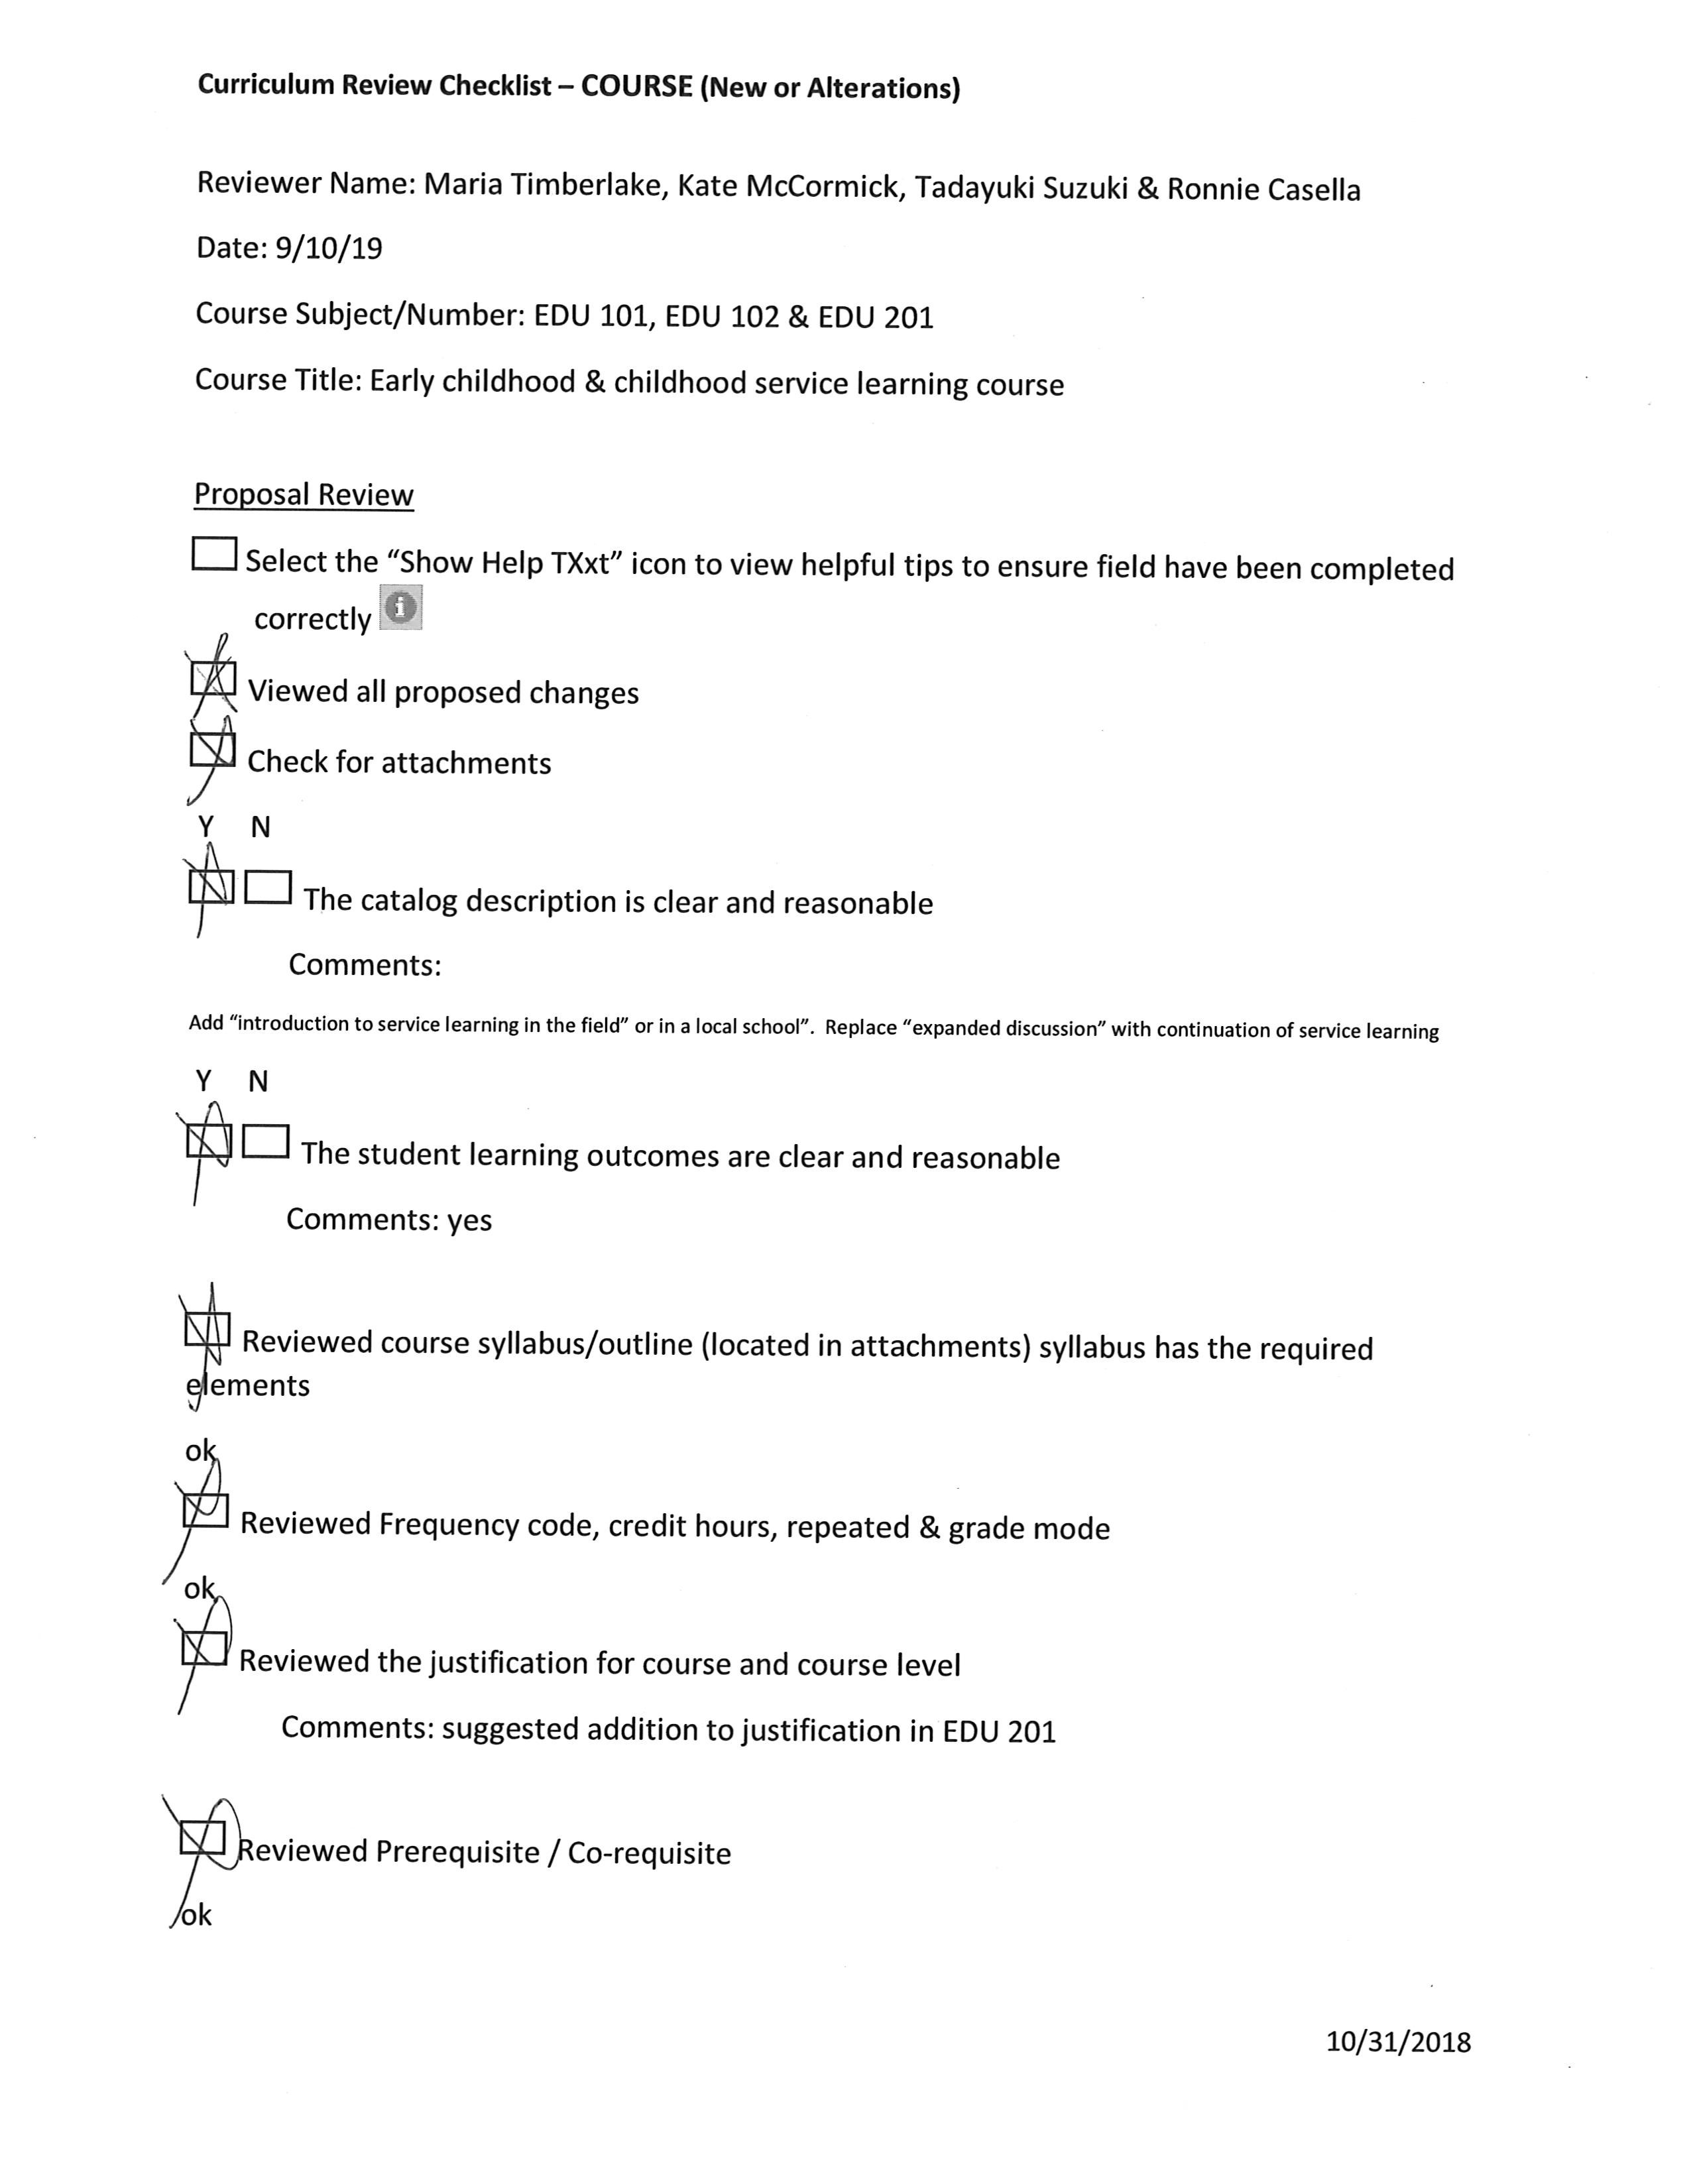 Curriculum Review Checklist – COURSE (New or Alterations)
Reviewer Name: Maria Timberlake, Kate McCormick, Tadayuki Suzuki & Ronnie Casella
Date: 9/10/19
Course Subject/Number: EDU 101, EDU 102 & EDU 201
Course Title: Early childhood & childhood service learning course
Proposal Review
Select the “Show Help TXxt” icon to view helpful tips to ensure field have been completed
correctly i
Viewed all proposed changes
Check for attachments
Y N
The catalog description is clear and reasonable
Comments:
Add “introduction to service learning in the field” or in a local school”. Replace “expanded discussion” with continuation of service learning
Y N
The student learning outcomes are clear and reasonable
Comments: yes
Reviewed course syllabus/outline (located in attachments) syllabus has the required
elements
ok
Reviewed Frequency code, credit hours, repeated & grade mode
ok
Reviewed the justification for course and course level
Comments: suggested addition to justification in EDU 201
Reviewed Prerequisite / Co-requisite
ok
10/31/2018